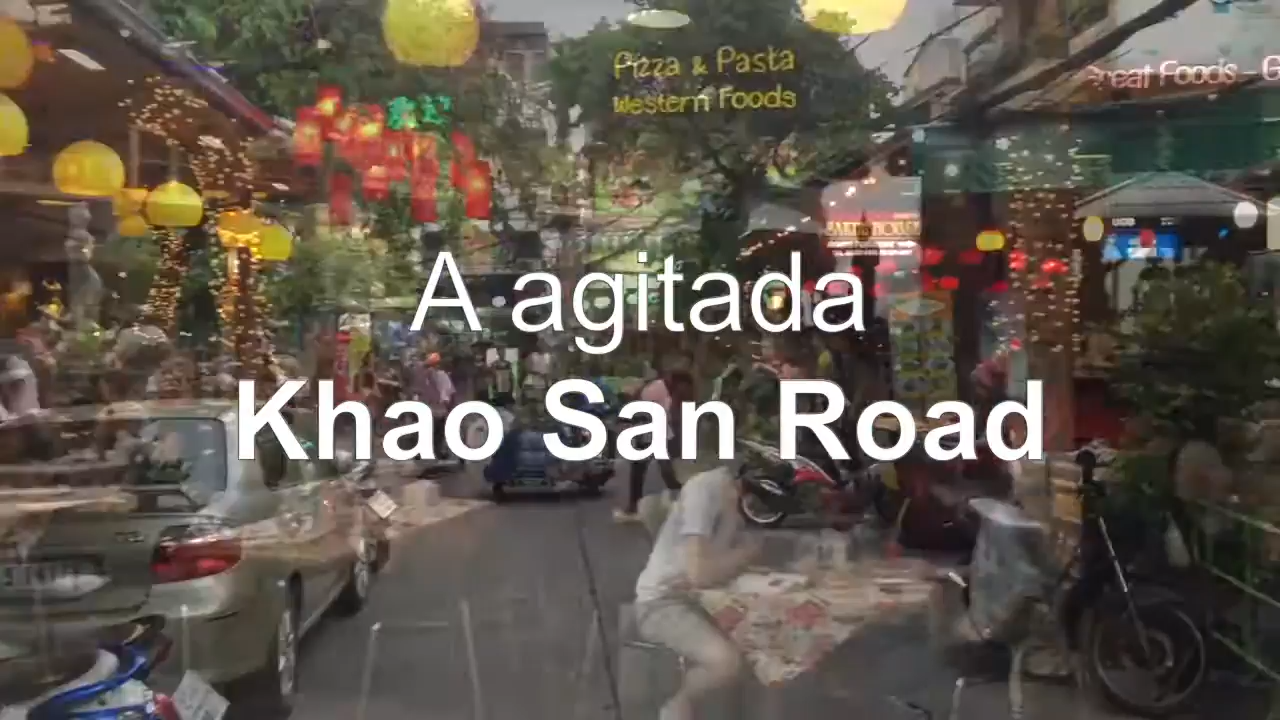 Pizza & Pasta
Western Foods
Great Foods - G
A agitada
Khao San Road